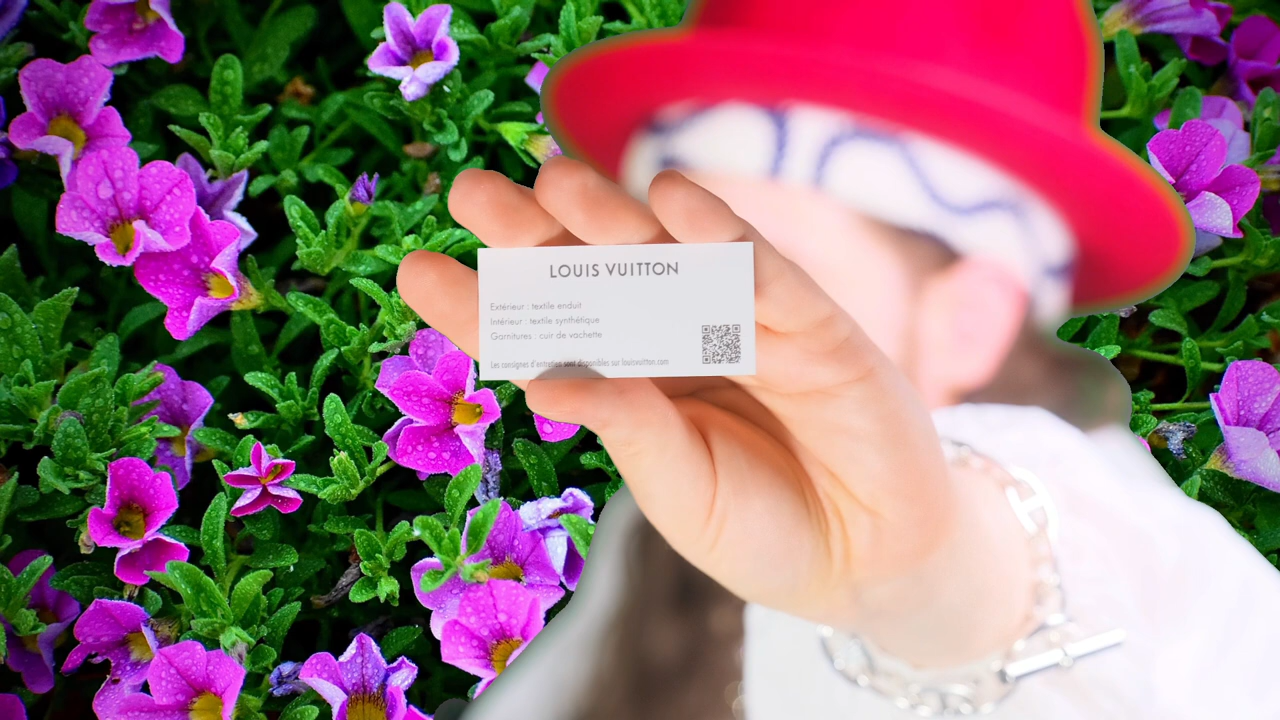 LOUIS VUITTON
Extérieur : textile enduit
Intérieur : textile synthétique
Garnitures : cuir de vachette
Les consignes d'entretien sont disponibles sur louisvuitton.com